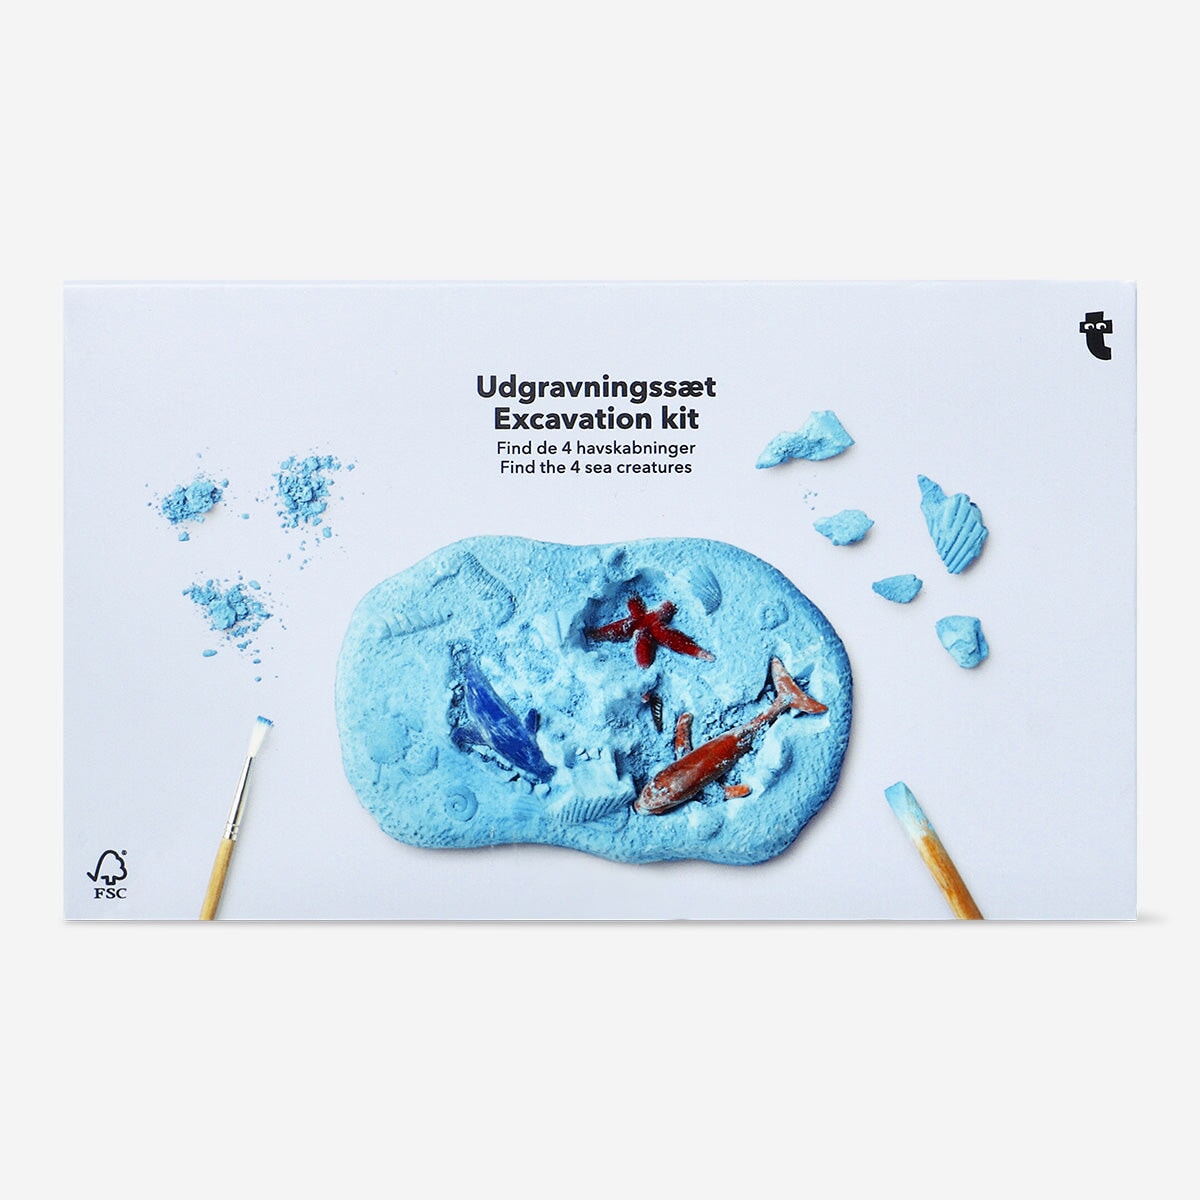 Udgravningssæt
Excavation kit
Find de 4 havskabninger
Find the 4 sea creatures
t
®
FSC